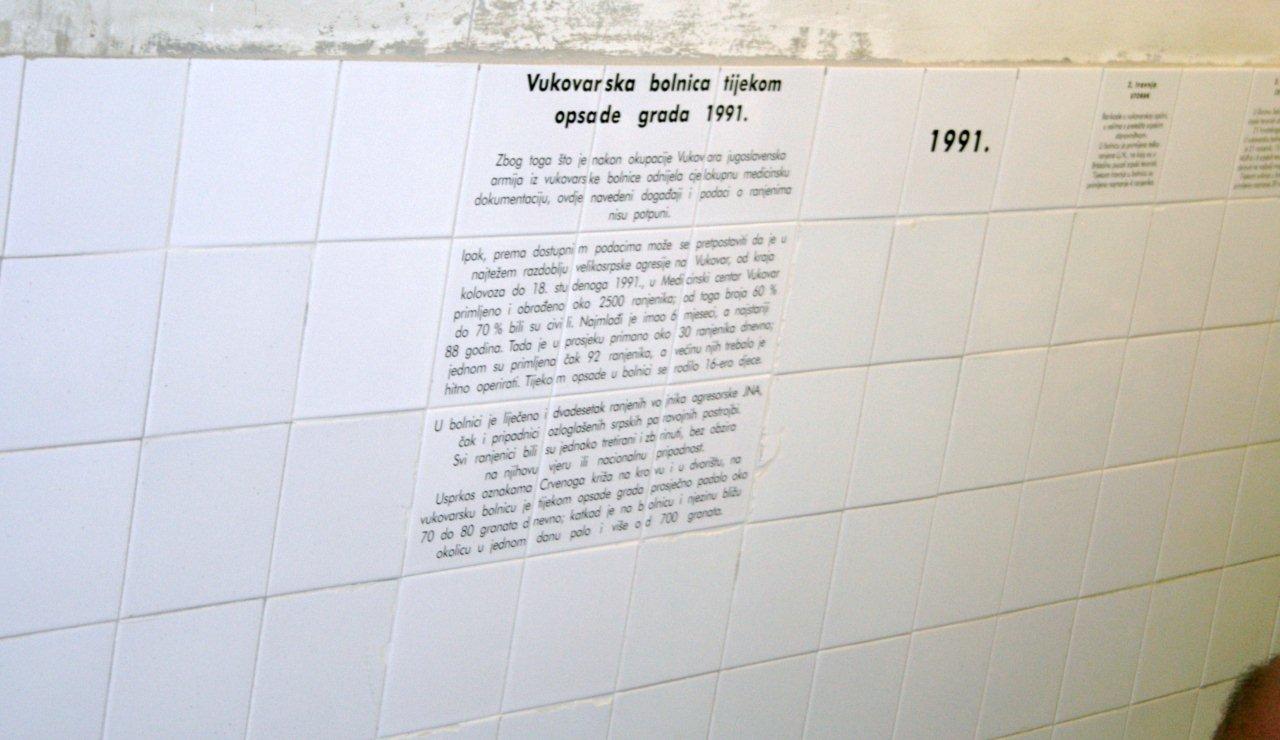 Vukovarska bolnica tijekom
opsade grada 1991.
Zbog toga što je nakon okupacije Vukovara jugoslavenska
armija iz vukovarske bolnice odnijela cjelokupnu medicinsku
dokumentaciju, ovdje navedeni događaji i podaci o ranjenima
nisu potpuni.
Ipak, prema dostupnim podacima može se pretpostaviti da je u
najtežem razdoblju velikosrpske agresije na Vukovar, od kraja
kolovoza do 18. studenoga 1991., u Medicinski centar Vukovar
primljeno i obrađeno oko 2500 ranjenika; od toga broja 60 %
do 70 % bili su civili. Najmlađi je imao 6 mjeseci, a najstariji
88 godina. Tada je u prosjeku primano oko 30 ranjenika dnevno;
jednom su primljena čak 92 ranjenika, a većinu njih trebalo je
hitno operirati. Tijekom opsade u bolnici se rodilo 16-ero djece.
U bolnici je liječeno i dvadesetak ranjenih vojnika agresorske JNA,
čak i pripadnici ozloglašenih srpskih paravojnih postrojbi.
Svi ranjenici bili su jednako tretirani i zbrinuti, bez obzira
na njihovu vjeru ili nacionalnu pripadnost.
Usprkos oznakama Crvenoga križa na krovu i u dvorištu, na
vukovarsku bolnicu je tijekom opsade grada prosječno padalo oko
70 do 80 granata dnevno; katkad je na bolnicu i njezinu bližu
okolicu u jednom danu palo i više od 700 granata.
1991.
2. travnja
UTORAK